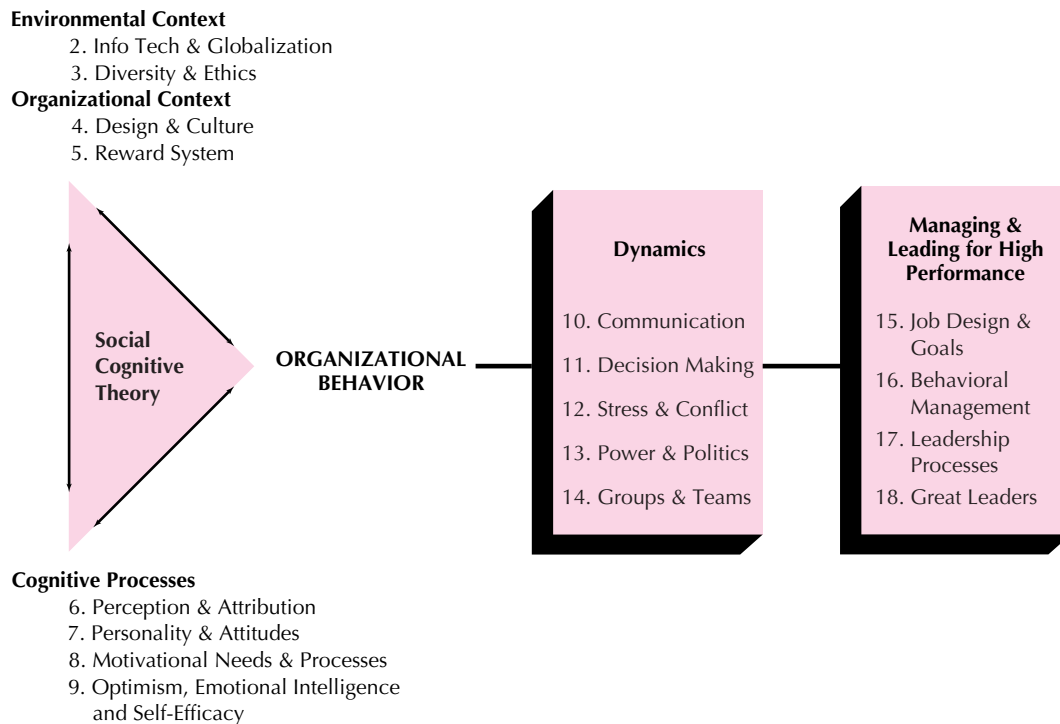 Environmental Context
2. Info Tech & Globalization
3. Diversity & Ethics
Organizational Context
4. Design & Culture
5. Reward System
Social
Cognitive
Theory
ORGANIZATIONAL
BEHAVIOR
Dynamics
10. Communication
11. Decision Making
12. Stress & Conflict
13. Power & Politics
14. Groups & Teams
Managing &
Leading for High
Performance
15. Job Design &
Goals
16. Behavioral
Management
17. Leadership
Processes
18. Great Leaders
Cognitive Processes
6. Perception & Attribution
7. Personality & Attitudes
8. Motivational Needs & Processes
9. Optimism, Emotional Intelligence
and Self-Efficacy